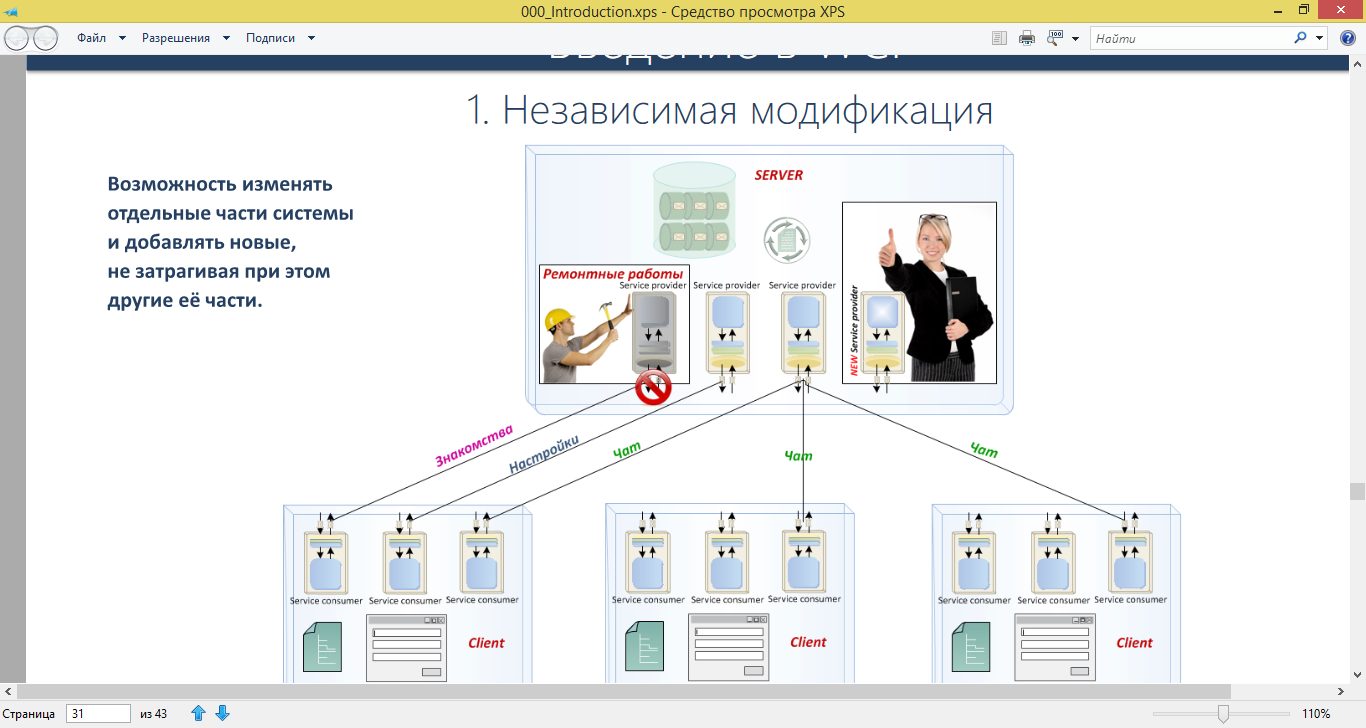 000_Introduction.xps - Средство просмотра XPS
Файл
Разрешения
Подписи
100
Найти
1. Независимая модификация
Возможность изменять
отдельные части системы
и добавлять новые,
не затрагивая при этом
другие её части.
SERVER
Ремонтные работы
Service provider
Service provider
Service provider
NEW Service provider
Знакомства
Настройки
Чат
Чат
Чат
Service consumer
Service consumer
Service consumer
Client
Service consumer
Service consumer
Service consumer
Client
Service consumer
Service consumer
Service consumer
Client
Страница 31 из 43
110%